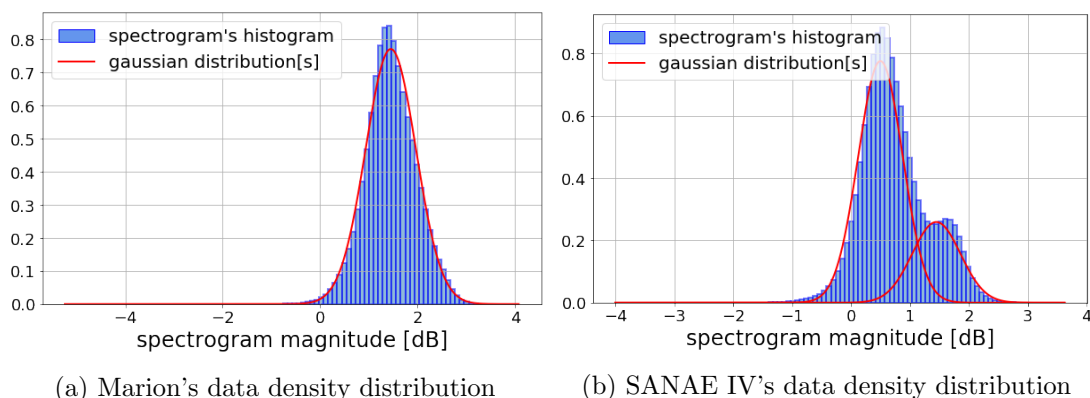 spectrogram's histogram
gaussian distribution[s]
0.8
0.7
0.6
0.5
0.4
0.3
0.2
0.1
0.0
−4 −2 0 2 4
spectrogram magnitude [dB]
(a) Marion's data density distribution
spectrogram's histogram
gaussian distribution[s]
0.8
0.6
0.4
0.2
0.0
−4 −3 −2 −1 0 1 2 3 4
spectrogram magnitude [dB]
(b) SANAE IV's data density distribution